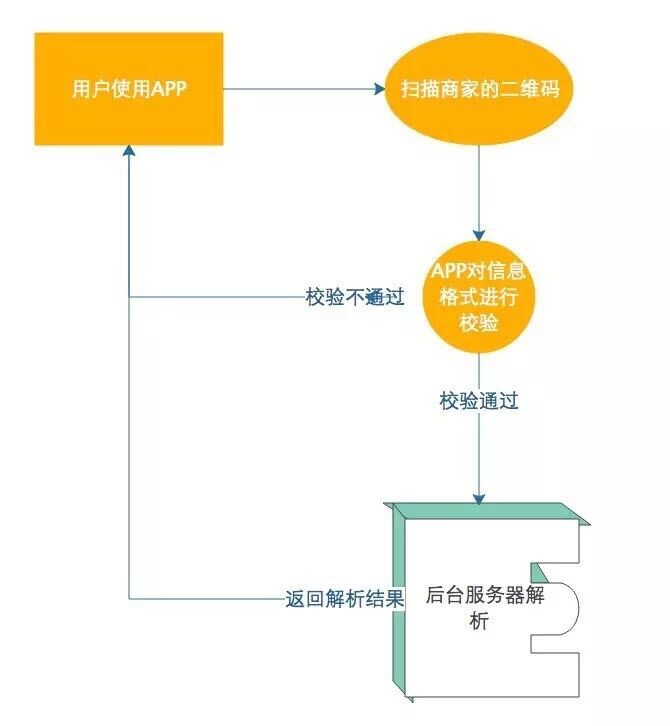 用户使用APP
扫描商家的二维码
APP对信息
格式进行
校验
校验不通过
校验通过
返回解析结果
后台服务器解
析